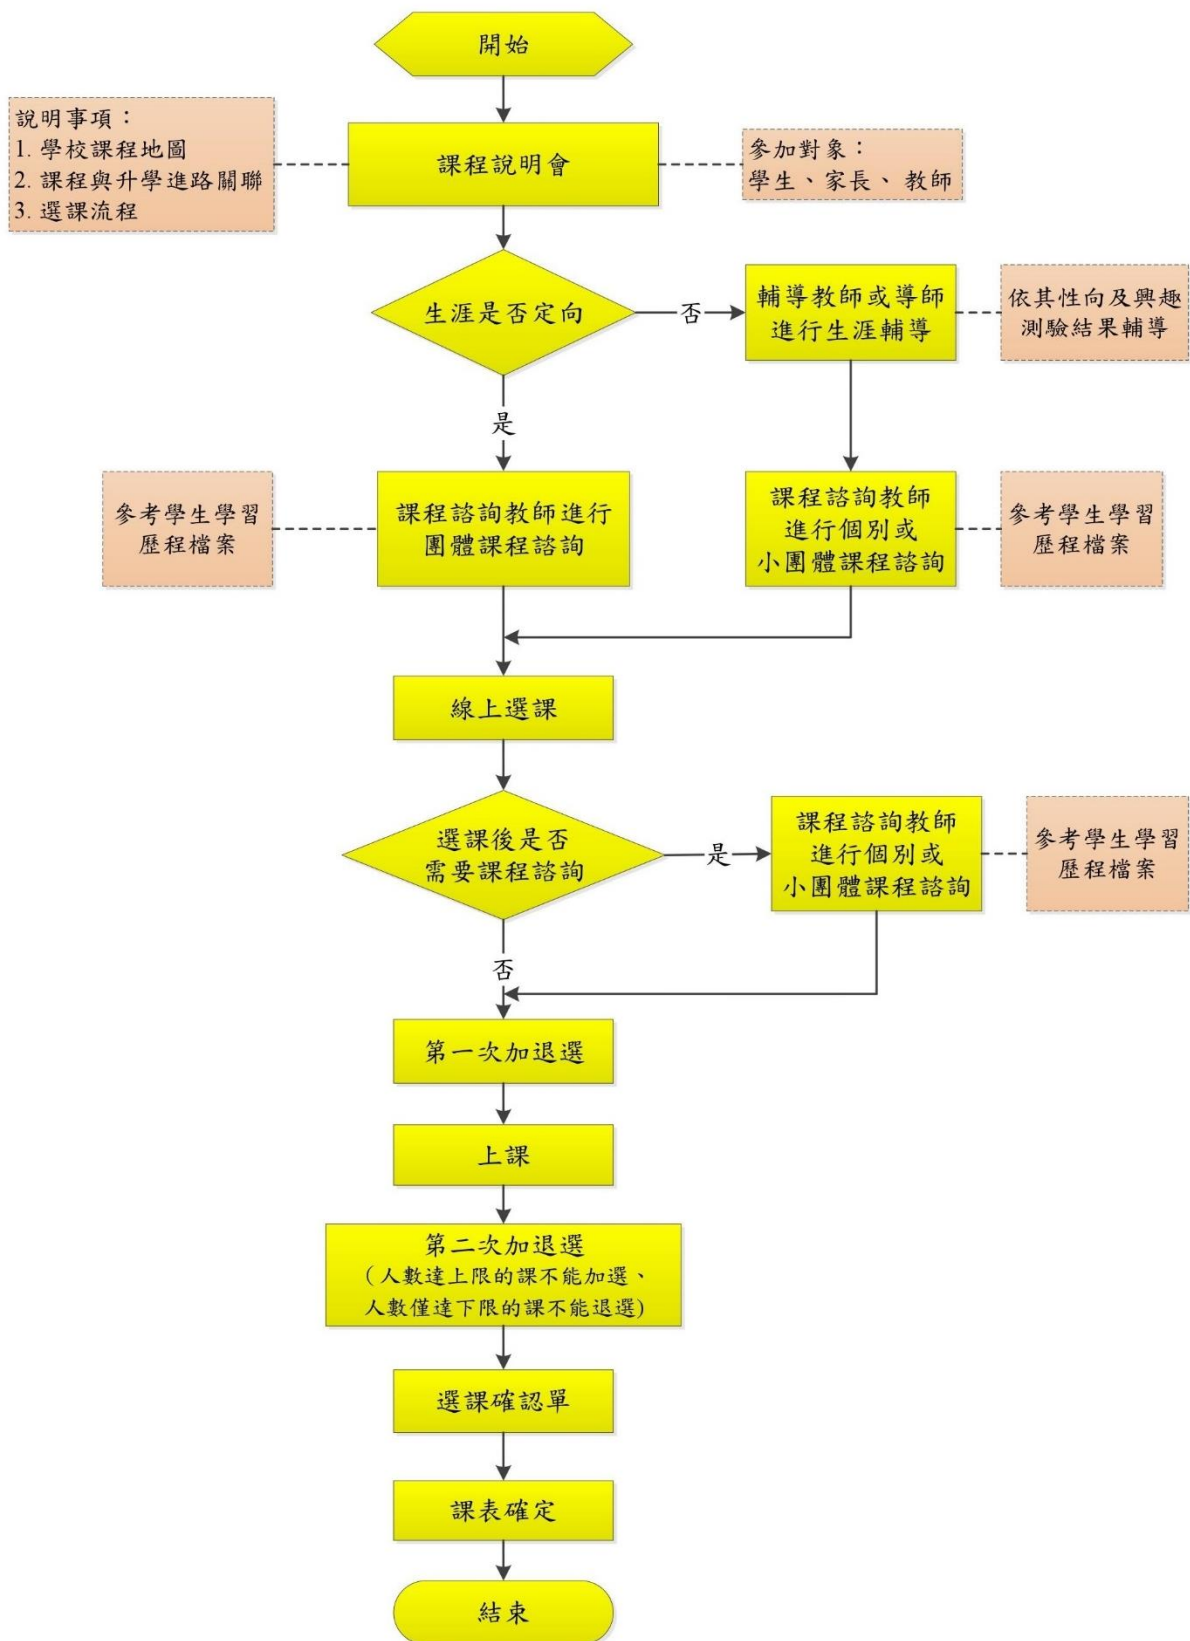 開始
說明事項：
1. 學校課程地圖
2. 課程與升學進路關聯
3. 選課流程
課程說明會
參加對象：
學生、家長、教師
生涯是否定向
否
輔導教師或導師
進行生涯輔導
依其性向及興趣
測驗結果輔導
是
參考學生學習
歷程檔案
課程諮詢教師進行
團體課程諮詢
課程諮詢教師
進行個別或
小團體課程諮詢
參考學生學習
歷程檔案
線上選課
選課後是否
需要課程諮詢
是
課程諮詢教師
進行個別或
小團體課程諮詢
參考學生學習
歷程檔案
否
第一次加退選
上課
第二次加退選
（人數達上限的課不能加選、
人數僅達下限的課不能退選)
選課確認單
課表確定
結束